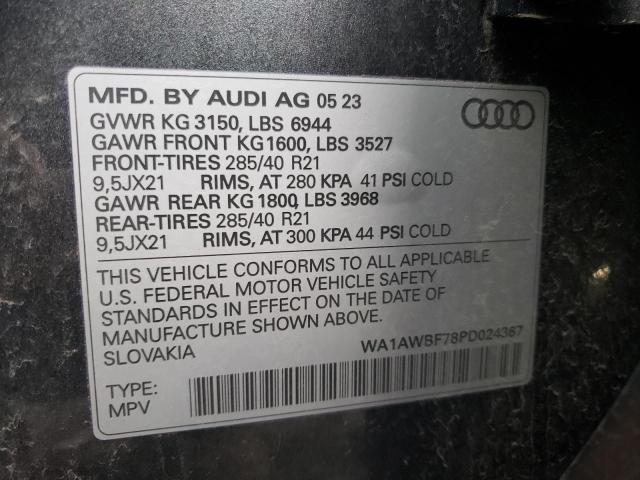 MFD. BY AUDI AG 05 23
GVWR KG 3150, LBS 6944
GAWR FRONT KG1600, LBS 3527
FRONT-TIRES 285/40 R21
9,5JX21 RIMS, AT 280 KPA 41 PSI COLD
GAWR REAR KG 1800, LBS 3968
REAR-TIRES 285/40 R21
9,5JX21 RIMS, AT 300 KPA 44 PSI COLD
THIS VEHICLE CONFORMS TO ALL APPLICABLE
U.S. FEDERAL MOTOR VEHICLE SAFETY
STANDARDS IN EFFECT ON THE DATE OF
MANUFACTURE SHOWN ABOVE.
SLOVAKIA WA1AWBF78PD024367
TYPE:
MPV